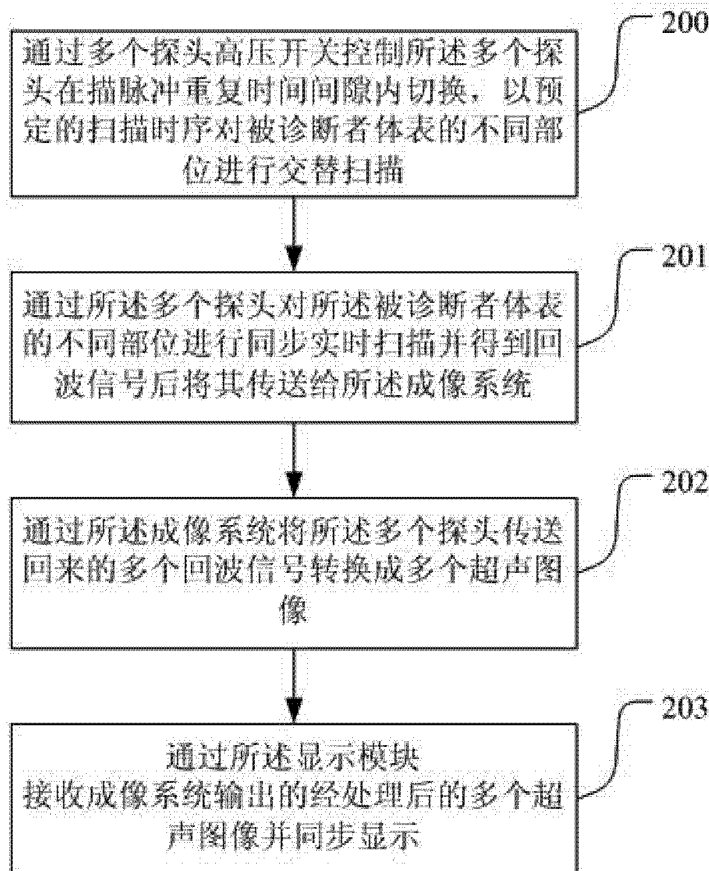 通过多个探头高压开关控制所述多个探
头在描脉冲重复时间间隙内切换，以预
定的扫描时序对被诊断者体表的不同部
位进行交替扫描
200
通过所述多个探头对所述被诊断者体表
的不同部位进行同步实时扫描并得到回
波信号后将其传送给所述成像系统
201
通过所述成像系统将所述多个探头传送
回来的多个回波信号转换成多个超声图
像
202
通过所述显示模块
接收成像系统输出的经处理后的多个超
声图像并同步显示
203